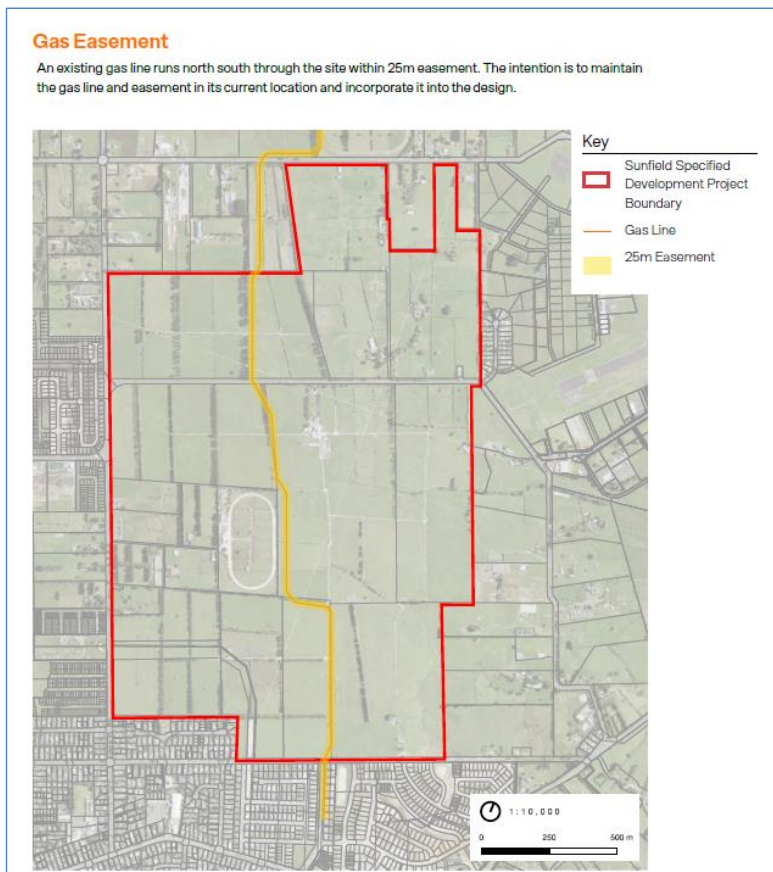 Gas Easement
An existing gas line runs north south through the site within 25m easement. The intention is to maintain
the gas line and easement in its current location and incorporate it into the design.
Key
Sunfield Specified
Development Project
Boundary
Gas Line
25m Easement
1:10,000
0 250 500 m